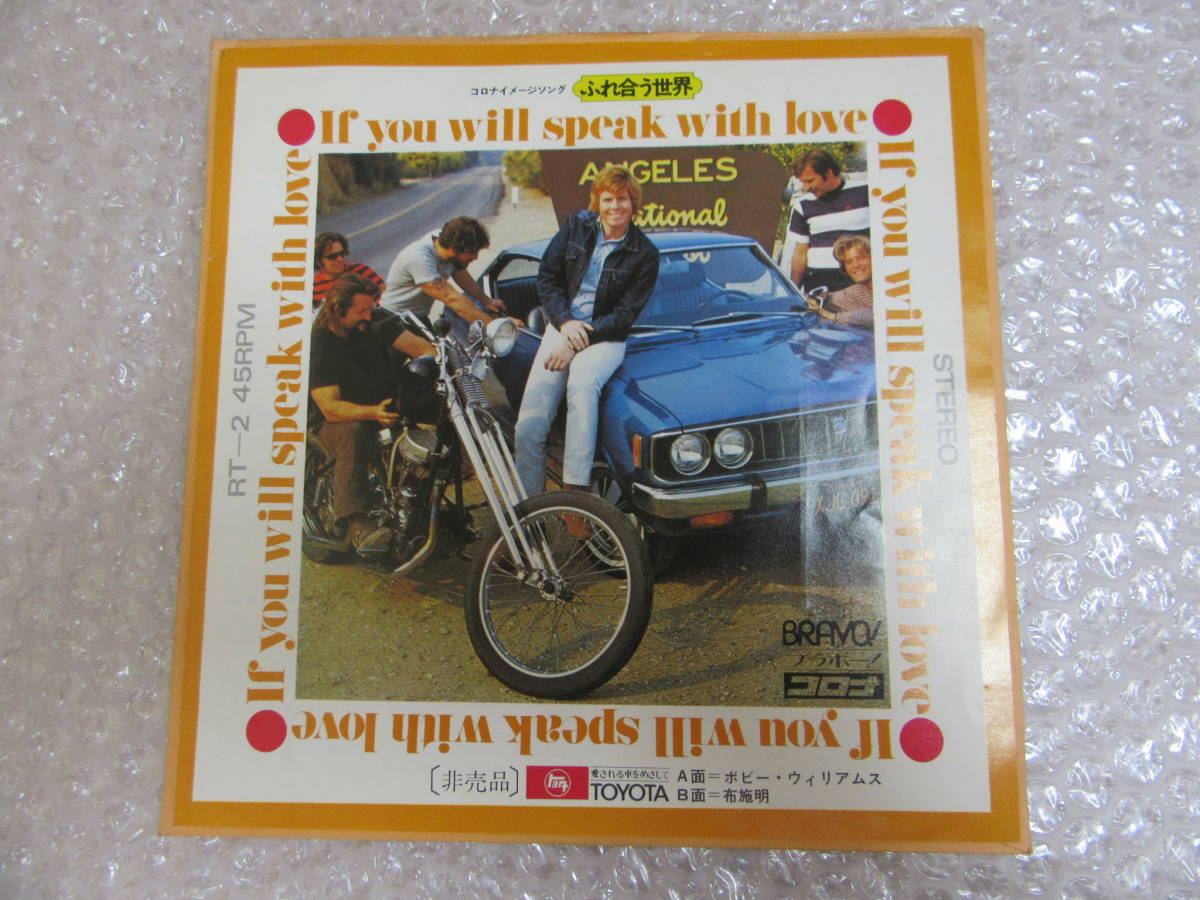 コロナイメージソング ふれ合う世界
If you will speak with love
If you will speak with love
If you will speak with love
If you will speak with love
RT-2 45RPM
STEREO
ANGELES
ational
BRAVO!
ブラボー!
コロナ
〔非売品〕
トヨタ
愛される車をめざして
TOYOTA
A面=ボビー・ウィリアムス
B面=布施明